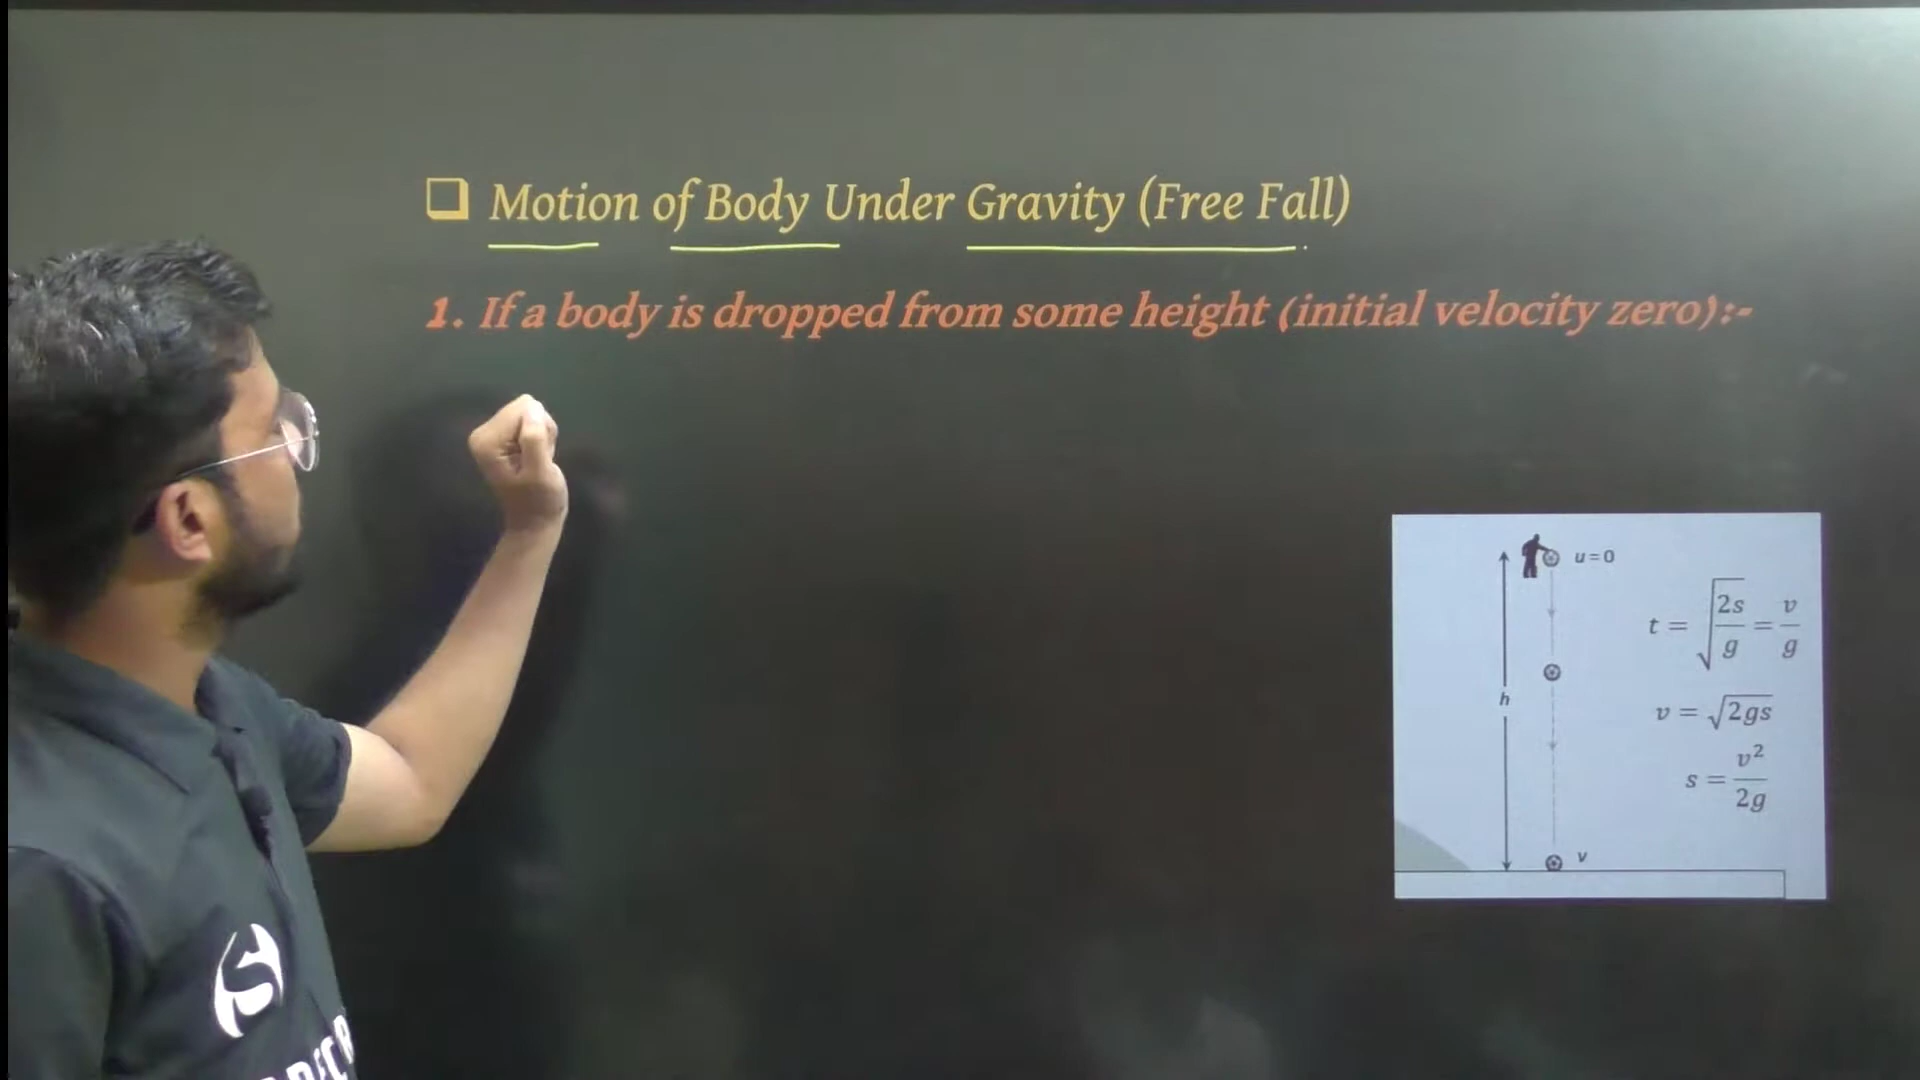 ❑ Motion of Body Under Gravity (Free Fall)
1. If a body is dropped from some height (initial velocity zero):-
u = 0
t = √(2s/g) = v/g
h
v = √2gs
s = v²/2g
v